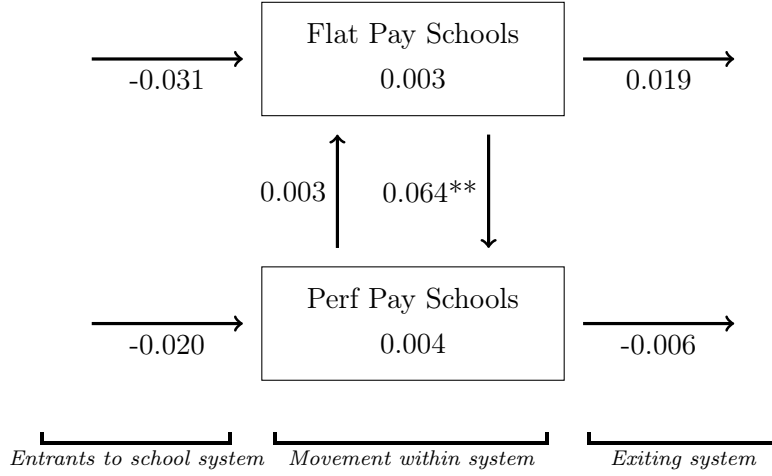 Flat Pay Schools
-0.031
0.003
0.019
0.003
0.064**
Perf Pay Schools
-0.020
0.004
-0.006
Entrants to school system
Movement within system
Exiting system